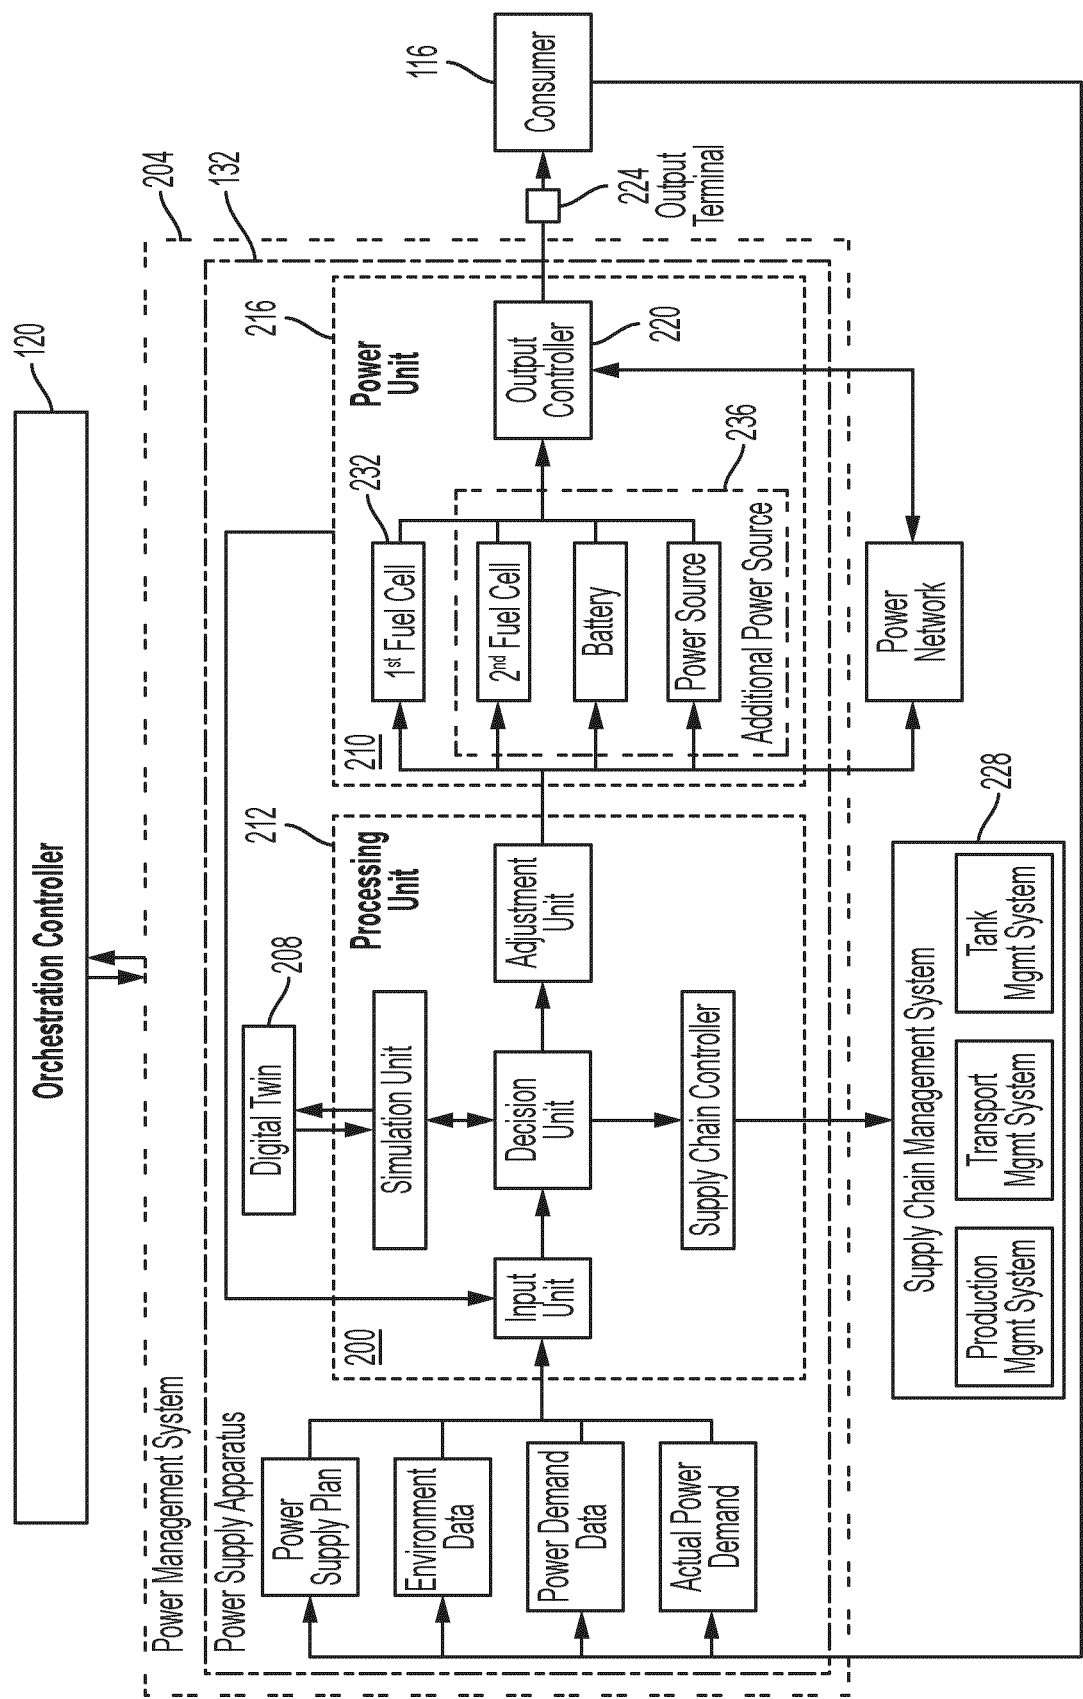 120
Orchestration Controller
Power Management System
204
Power Supply Apparatus
132
Power
Supply Plan
Environment
Data
Power Demand
Data
Actual Power
Demand
Digital Twin
208
200
212
Processing
Unit
Input
Unit
Simulation Unit
Decision
Unit
Supply Chain Controller
Adjustment
Unit
210
216
Power
Unit
1st Fuel Cell
232
2nd Fuel Cell
Battery
Power Source
Additional Power Source
236
Output
Controller
220
224
Output
Terminal
Consumer
116
Power
Network
228
Supply Chain Management System
Production
Mgmt System
Transport
Mgmt System
Tank
Mgmt System